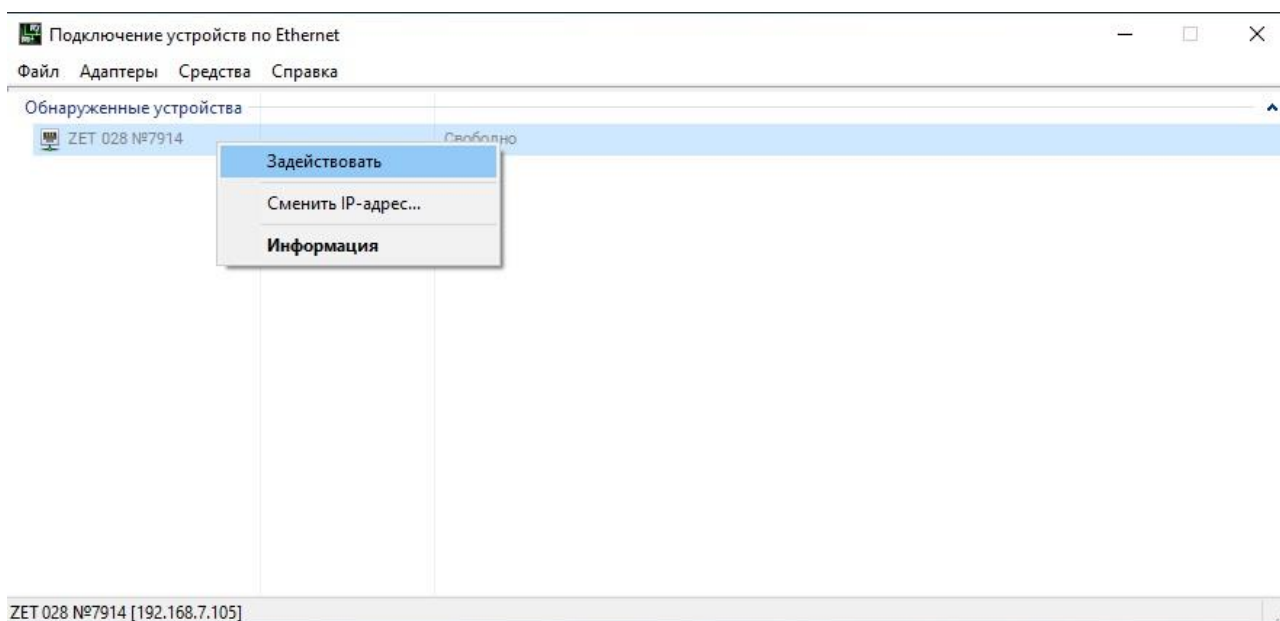 Подключение устройств по Ethernet
Файл Адаптеры Средства Справка
Обнаруженные устройства
ZET 028 №7914 Свободно
Задействовать
Сменить IP-адрес...
Информация
ZET 028 №7914 [192.168.7.105]